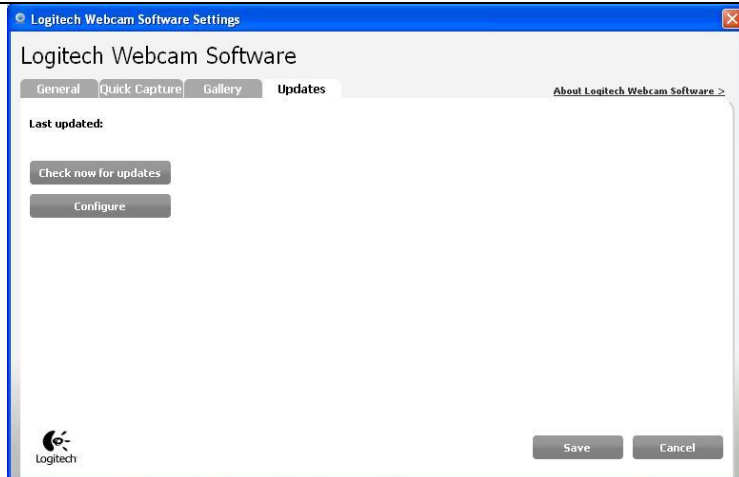 Logitech Webcam Software Settings
Logitech Webcam Software
General Quick Capture Gallery Updates About Logitech Webcam Software >
Last updated:
Check now for updates
Configure
Logitech
Save Cancel